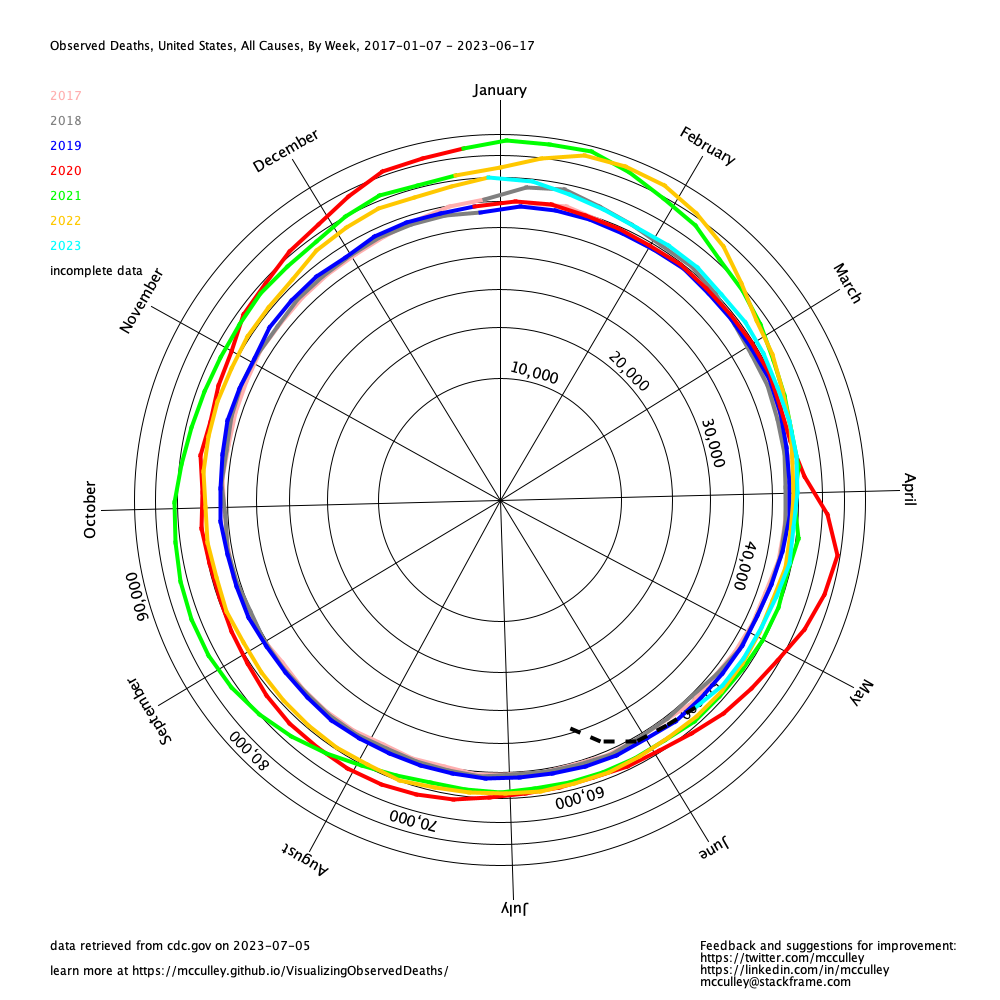 Observed Deaths, United States, All Causes, By Week, 2017-01-07 - 2023-06-17
January
2017
2018
2019
2020
2021
2022
2023
incomplete data
December
February
November
March
10,000
20,000
30,000
October
April
40,000
90,000
September
May
80,000
60,000
70,000
August
June
July
data retrieved from cdc.gov on 2023-07-05
learn more at https://mcculley.github.io/VisualizingObservedDeaths/
Feedback and suggestions for improvement:
https://twitter.com/mcculley
https://linkedin.com/in/mcculley
mcculley@stackframe.com